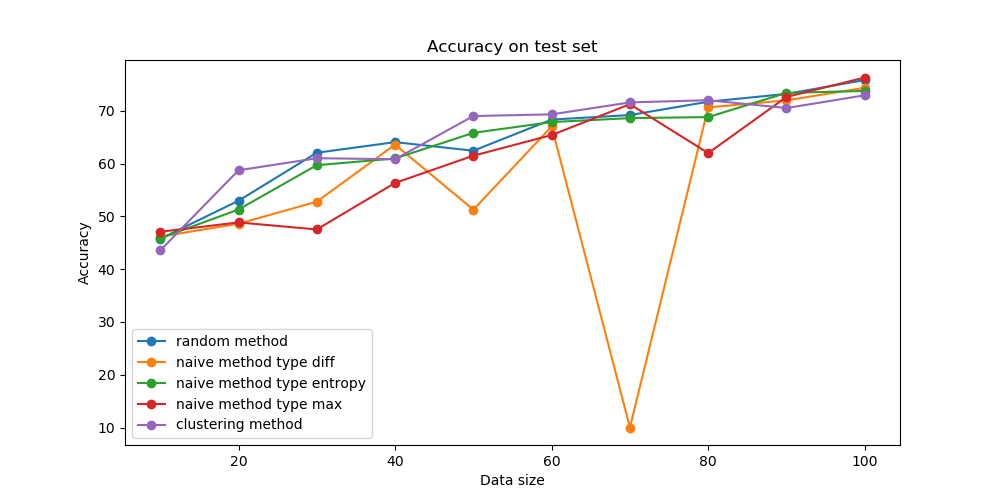 Accuracy on test set
Accuracy
70
60
50
40
30
20
10
random method
naive method type diff
naive method type entropy
naive method type max
clustering method
20 40 60 80 100
Data size